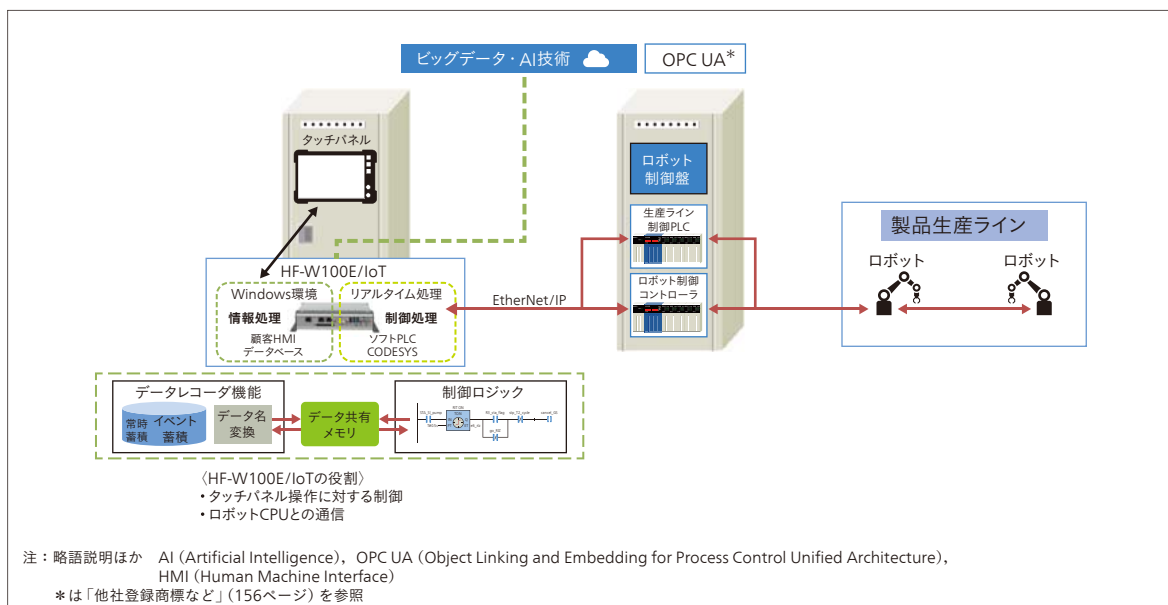 ビッグデータ・AI技術
OPC UA*
タッチパネル
ロボット
制御盤
生産ライン
制御PLC
ロボット制御
コントローラ
製品生産ライン
ロボット
ロボット
HF-W100E/IoT
Windows環境
情報処理
顧客HMI
データベース
リアルタイム処理
制御処理
ソフトPLC
CODESYS
EtherNet/IP
データレコーダ機能
常時
蓄積
イベント
蓄積
データ名
変換
データ共有
メモリ
制御ロジック
〈HF-W100E/IoTの役割〉
・タッチパネル操作に対する制御
・ロボットCPUとの通信
注:略語説明ほか AI(Artificial Intelligence),OPC UA(Object Linking and Embedding for Process Control Unified Architecture),
HMI(Human Machine Interface)
*は「他社登録商標など」(156ページ)を参照